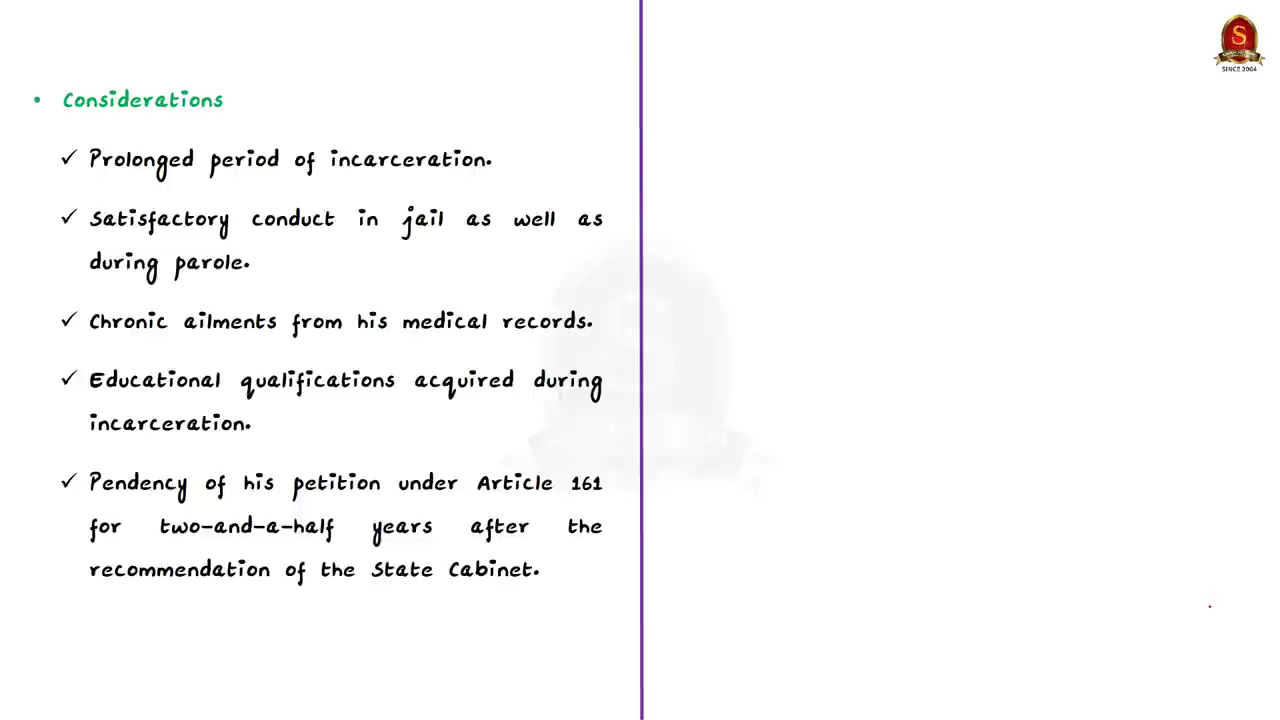 SINCE 2004
• Considerations
✓ Prolonged period of incarceration.
✓ Satisfactory conduct in jail as well as
during parole.
✓ Chronic ailments from his medical records.
✓ Educational qualifications acquired during
incarceration.
✓ Pendency of his petition under Article 161
for two-and-a-half years after the
recommendation of the State Cabinet.